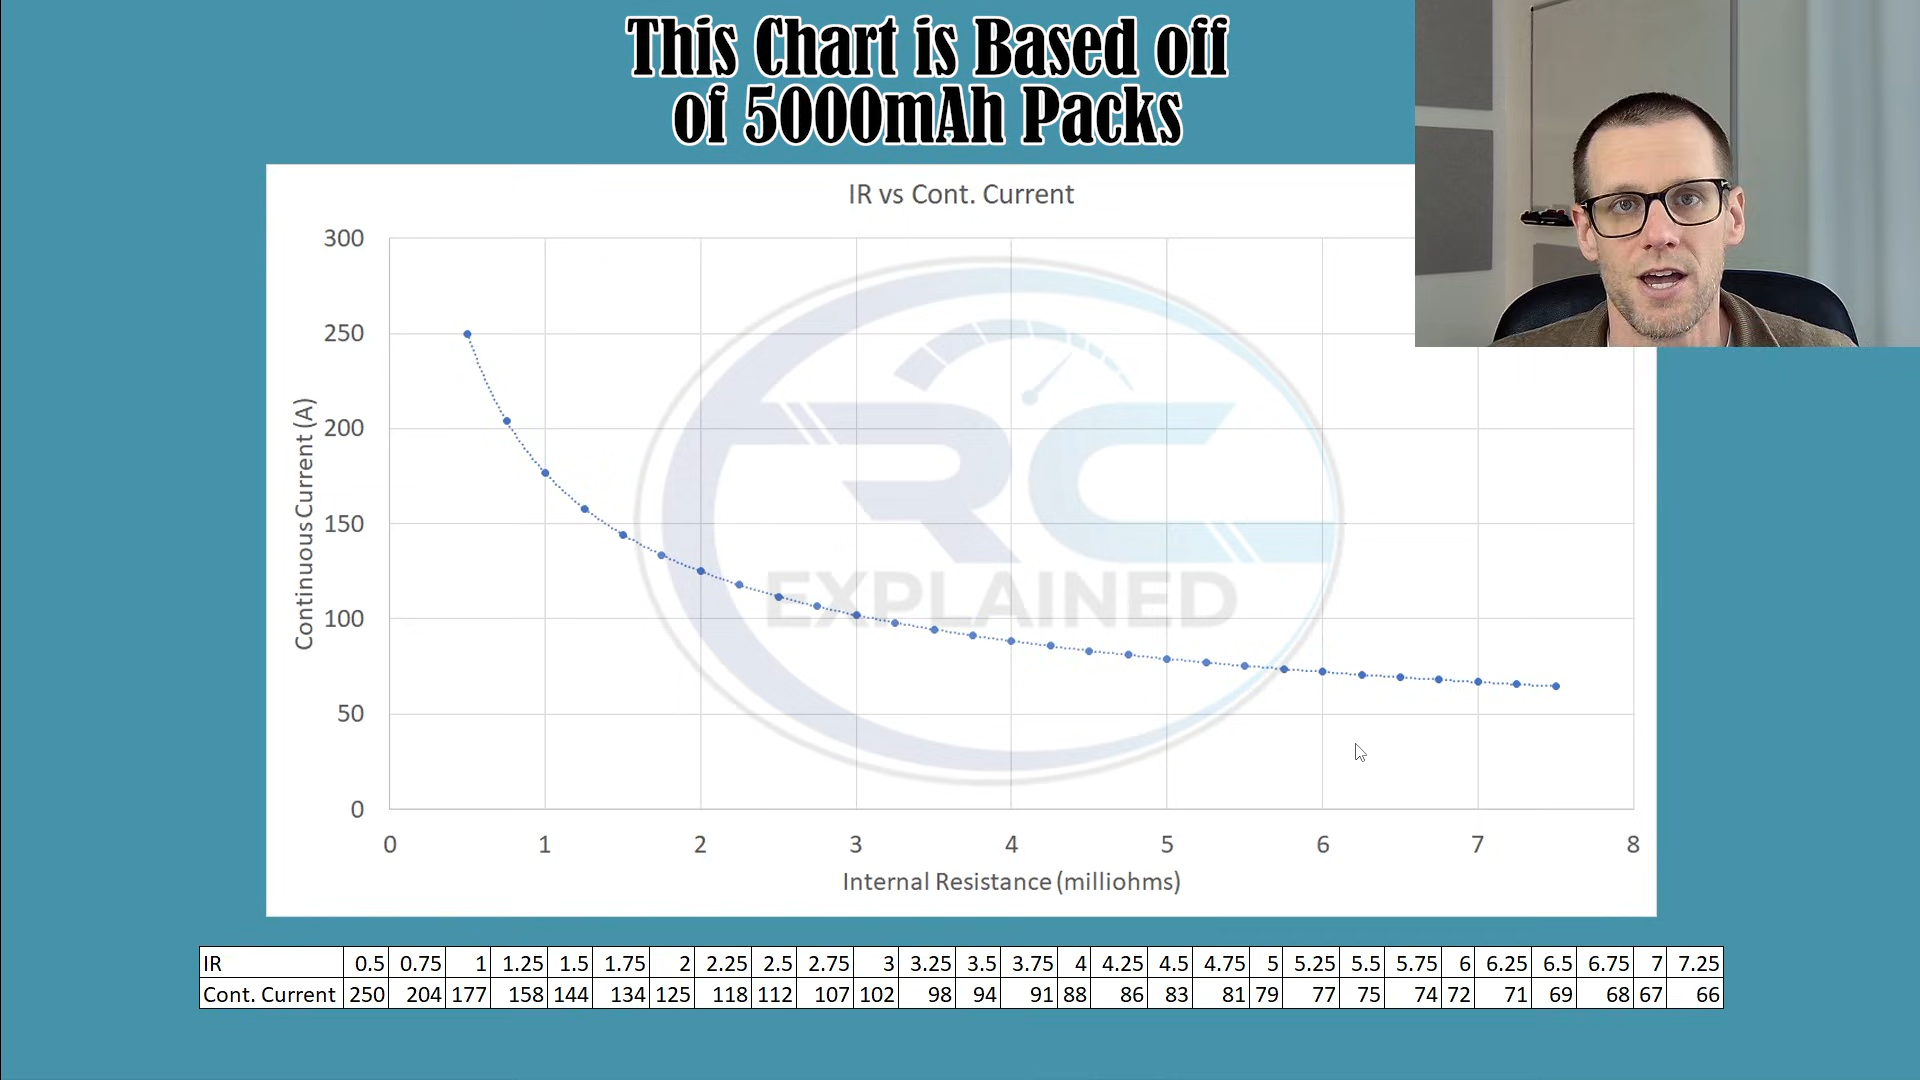 This Chart is Based off
of 5000mAh Packs
IR vs Cont. Current
300
250
200
150
100
50
0
Continuous Current (A)
RC
EXPLAINED
0 1 2 3 4 5 6 7 8
Internal Resistance (milliohms)
IR 0.5 0.75 1 1.25 1.5 1.75 2 2.25 2.5 2.75 3 3.25 3.5 3.75 4 4.25 4.5 4.75 5 5.25 5.5 5.75 6 6.25 6.5 6.75 7 7.25
Cont. Current 250 204 177 158 144 134 125 118 112 107 102 98 94 91 88 86 83 81 79 77 75 74 72 71 69 68 67 66